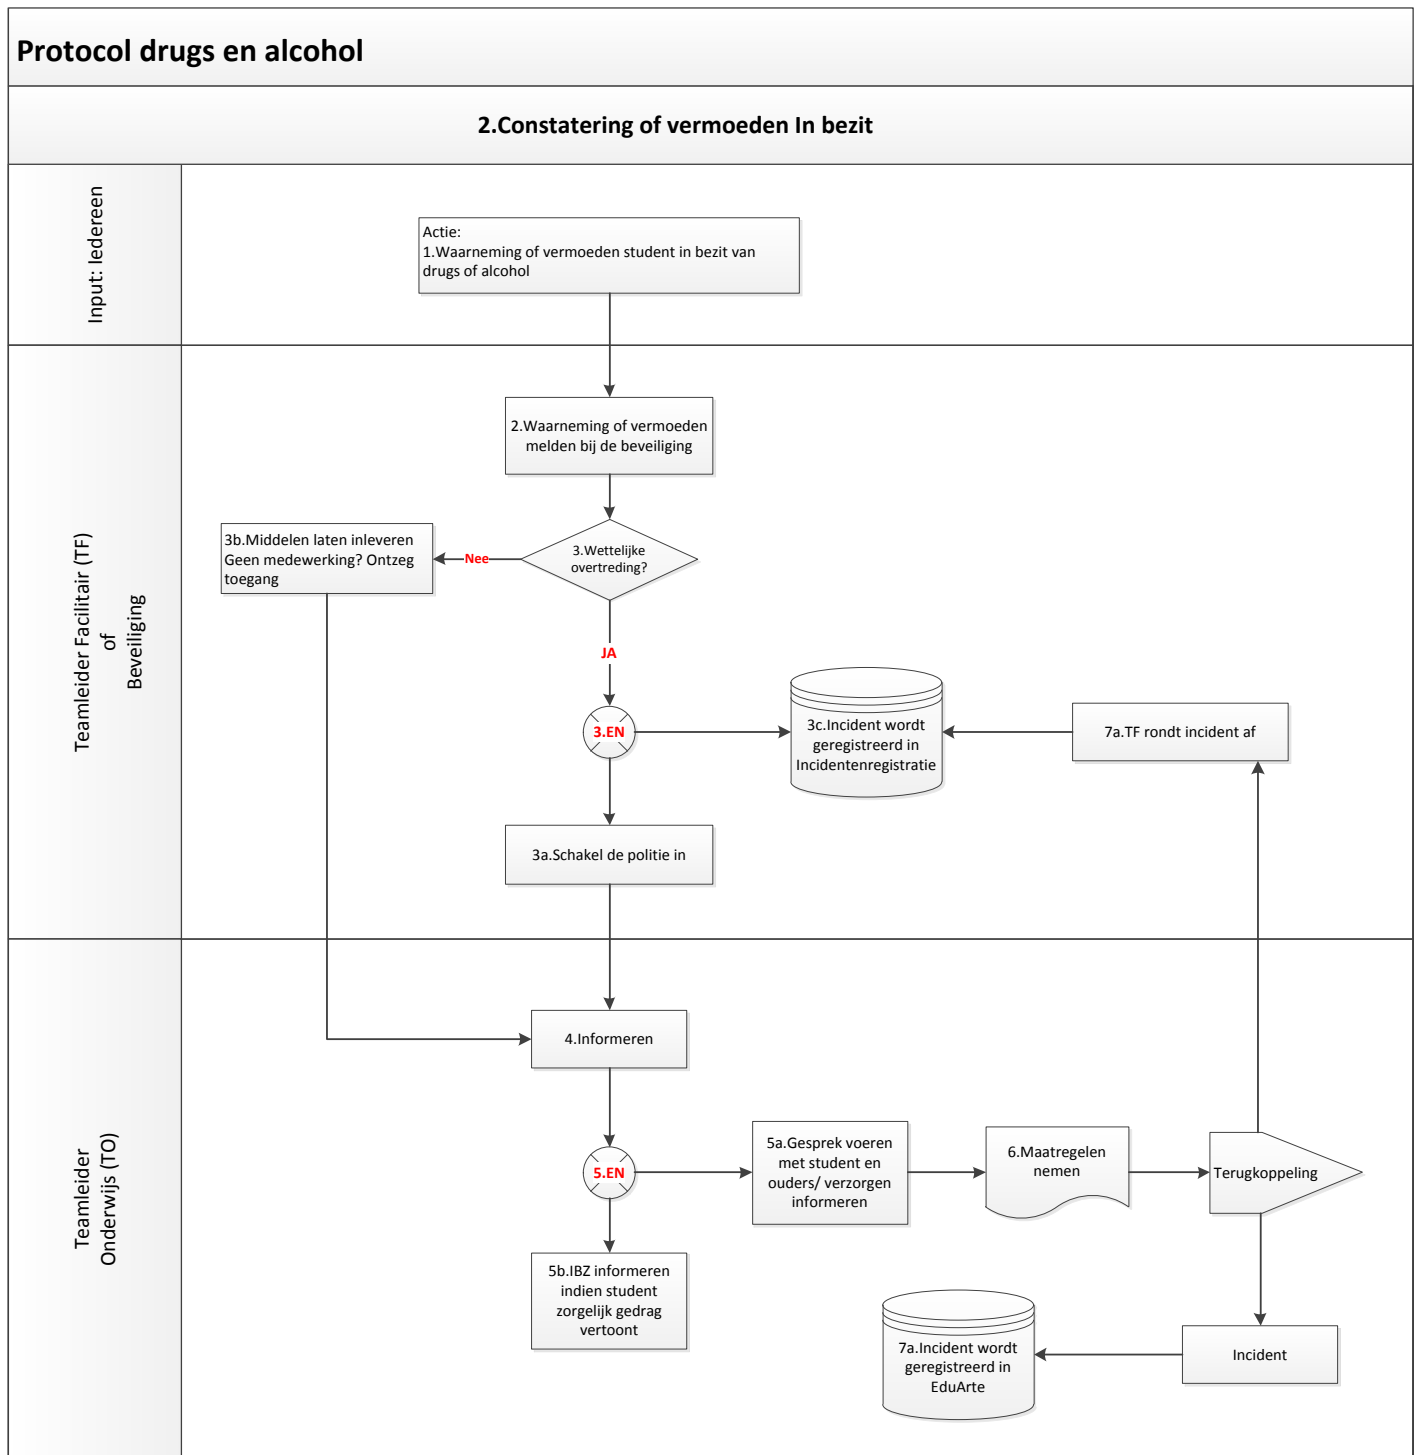 Protocol drugs en alcohol
2.Constatering of vermoeden In bezit
Input: Iedereen
Actie:
1.Waarneming of vermoeden student in bezit van
drugs of alcohol
Teamleider Facilitair (TF)
of
Beveiliging
2.Waarneming of vermoeden
melden bij de beveiliging
3b.Middelen laten inleveren
Geen medewerking? Ontzeg
toegang
Nee
3.Wettelijke
overtreding?
JA
3.EN
3c.Incident wordt
geregistreerd in
Incidentenregistratie
7a.TF rondt incident af
3a.Schakel de politie in
Teamleider
Onderwijs (TO)
4.Informeren
5.EN
5a.Gesprek voeren
met student en
ouders/ verzorgen
informeren
6.Maatregelen
nemen
Terugkoppeling
5b.IBZ informeren
indien student
zorgelijk gedrag
vertoont
7a.Incident wordt
geregistreerd in
EduArte
Incident